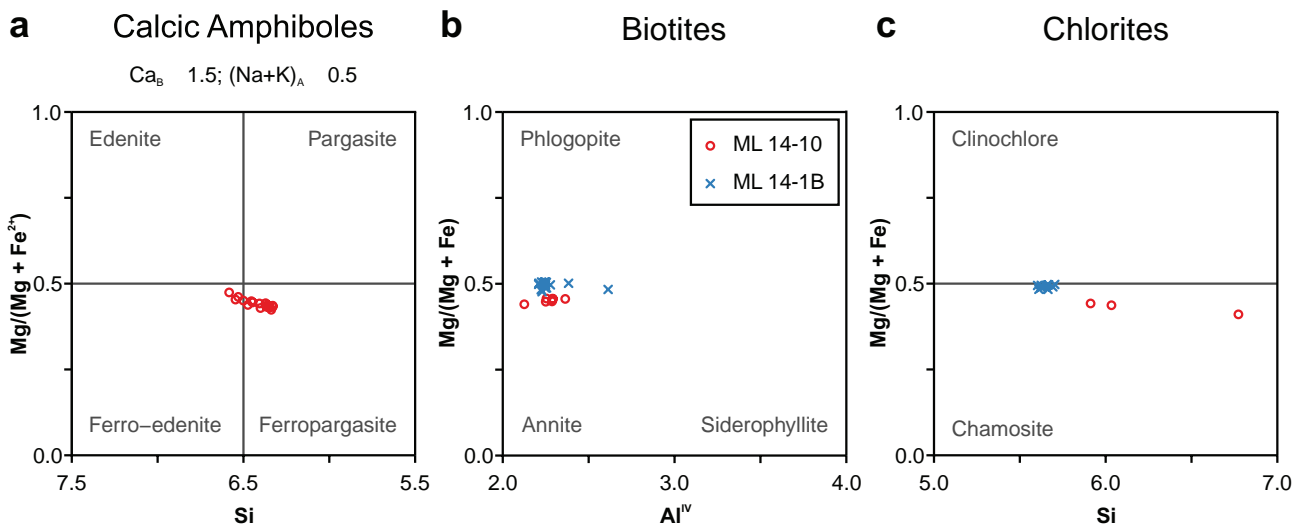 a Calcic Amphiboles
Ca_B 1.5; (Na+K)_A 0.5
1.0
Edenite Pargasite
Mg/(Mg + Fe²⁺)
0.5
Ferro−edenite Ferropargasite
0.0
7.5 6.5 5.5
Si
b Biotites
1.0
Phlogopite
ML 14-10
ML 14-1B
Mg/(Mg + Fe)
0.5
Annite Siderophyllite
0.0
2.0 3.0 4.0
Al^IV
c Chlorites
1.0
Clinochlore
Mg/(Mg + Fe)
0.5
Chamosite
0.0
5.0 6.0 7.0
Si